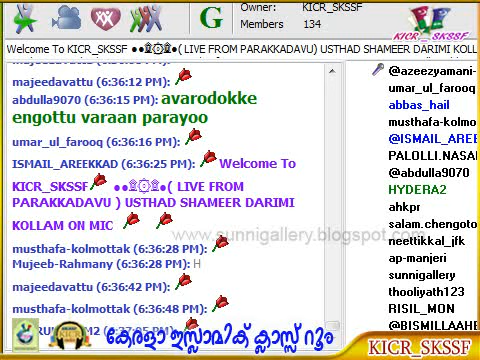 Owner: KICR_SKSSF
Members 134
KICR_SKSSF
Welcome To KICR_SKSSF ●●۩۞۩●( LIVE FROM PARAKKADAVU) USTHAD SHAMEER DARIMI KOLL
majeedavattu (6:36:12 PM):
abdulla9070 (6:36:15 PM): avarodokke
engottu varaan parayoo
umar_ul_farooq (6:36:16 PM):
ISMAIL_AREEKKAD (6:36:25 PM): Welcome To
KICR_SKSSF ●●۩۞۩●( LIVE FROM
PARAKKADAVU ) USTHAD SHAMEER DARIMI
KOLLAM ON MIC
musthafa-kolmottak (6:36:28 PM):
Mujeeb-Rahmany (6:36:28 PM): H
majeedavattu (6:36:42 PM):
musthafa-kolmottak (6:36:48 PM):
@azeezyamani-
umar_ul_farooq
abbas_hail
musthafa-kolmo
@ISMAIL_AREE
PALOLLI.NASA
@abdulla9070
HYDERA2
ahkpr
salam.chengoto
neettikkal_jfk
ap-manjeri
sunnigallery
thooliyath123
RISIL_MON
@BISMILLAAHE
www.sunnigallery.blogspot.com
കേരളാ ഇസ്ലാമിക് ക്ലാസ്സ് റൂം
KICR_SKSSF